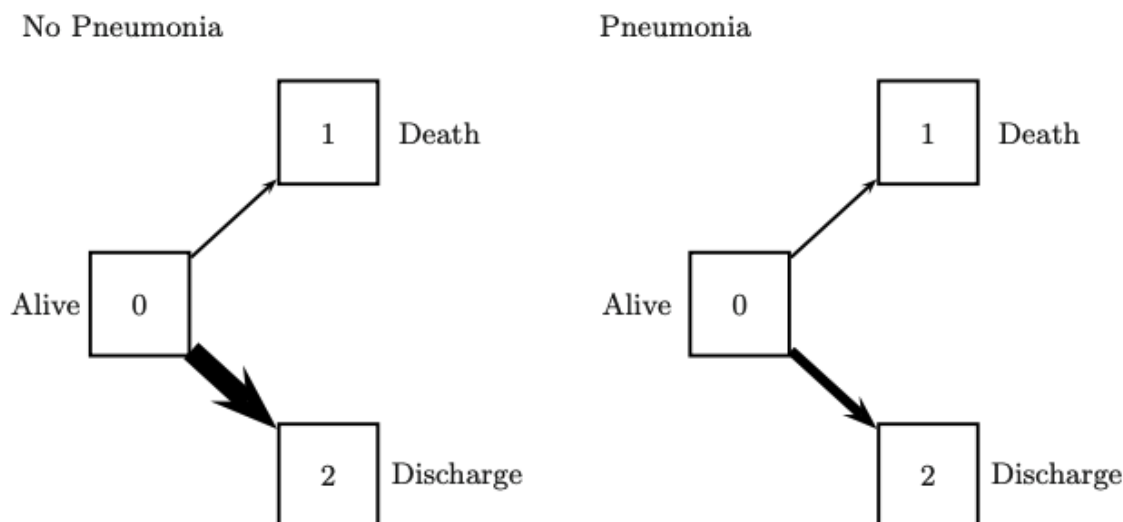 No Pneumonia
1 Death
Alive 0
2 Discharge
Pneumonia
1 Death
Alive 0
2 Discharge